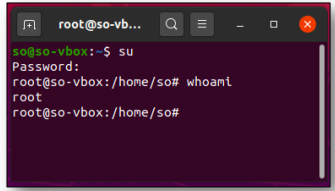 root@so-vb...
so@so-vbox:~$ su
Password:
root@so-vbox:/home/so# whoami
root
root@so-vbox:/home/so#